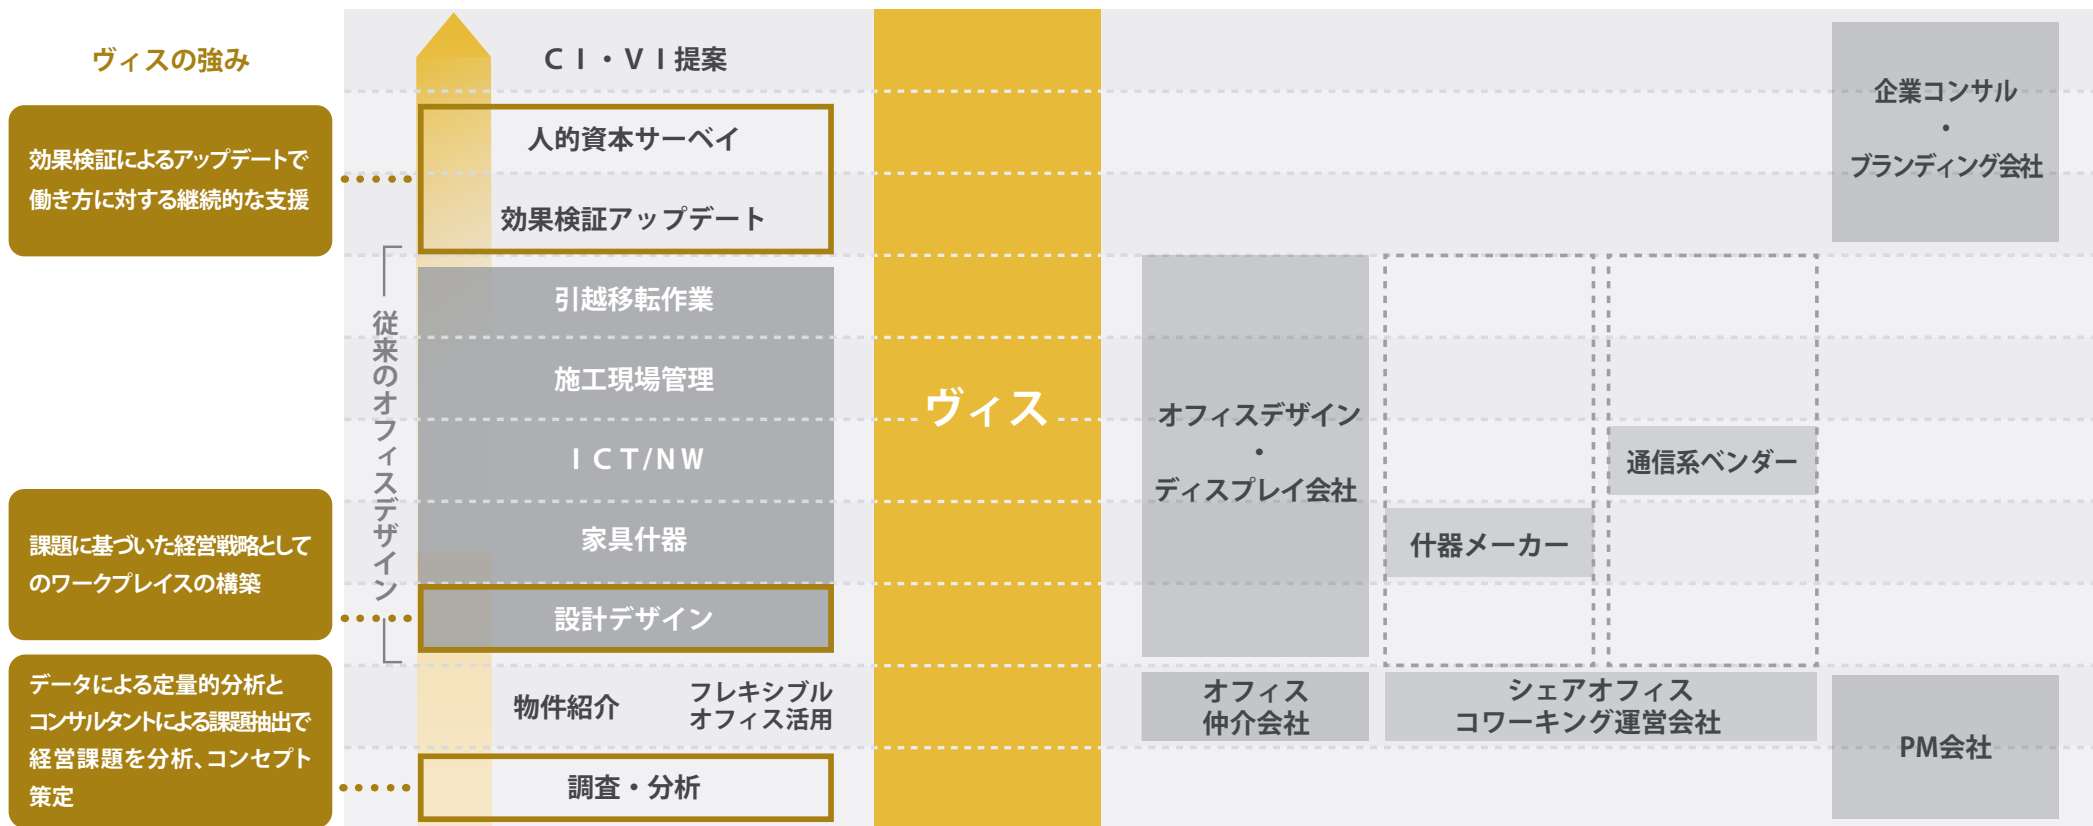 ヴィスの強み
効果検証によるアップデートで
働き方に対する継続的な支援
課題に基づいた経営戦略として
のワークプレイスの構築
データによる定量的分析と
コンサルタントによる課題抽出で
経営課題を分析、コンセプト
策定
従来のオフィスデザイン
ＣＩ・ＶＩ提案
人的資本サーベイ
効果検証アップデート
引越移転作業
施工現場管理
ＩＣＴ/ＮＷ
家具什器
設計デザイン
物件紹介
フレキシブル
オフィス活用
調査・分析
ヴィス
オフィスデザイン
・
ディスプレイ会社
什器メーカー
通信系ベンダー
企業コンサル
・
ブランディング会社
オフィス
仲介会社
シェアオフィス
コワーキング運営会社
PM会社